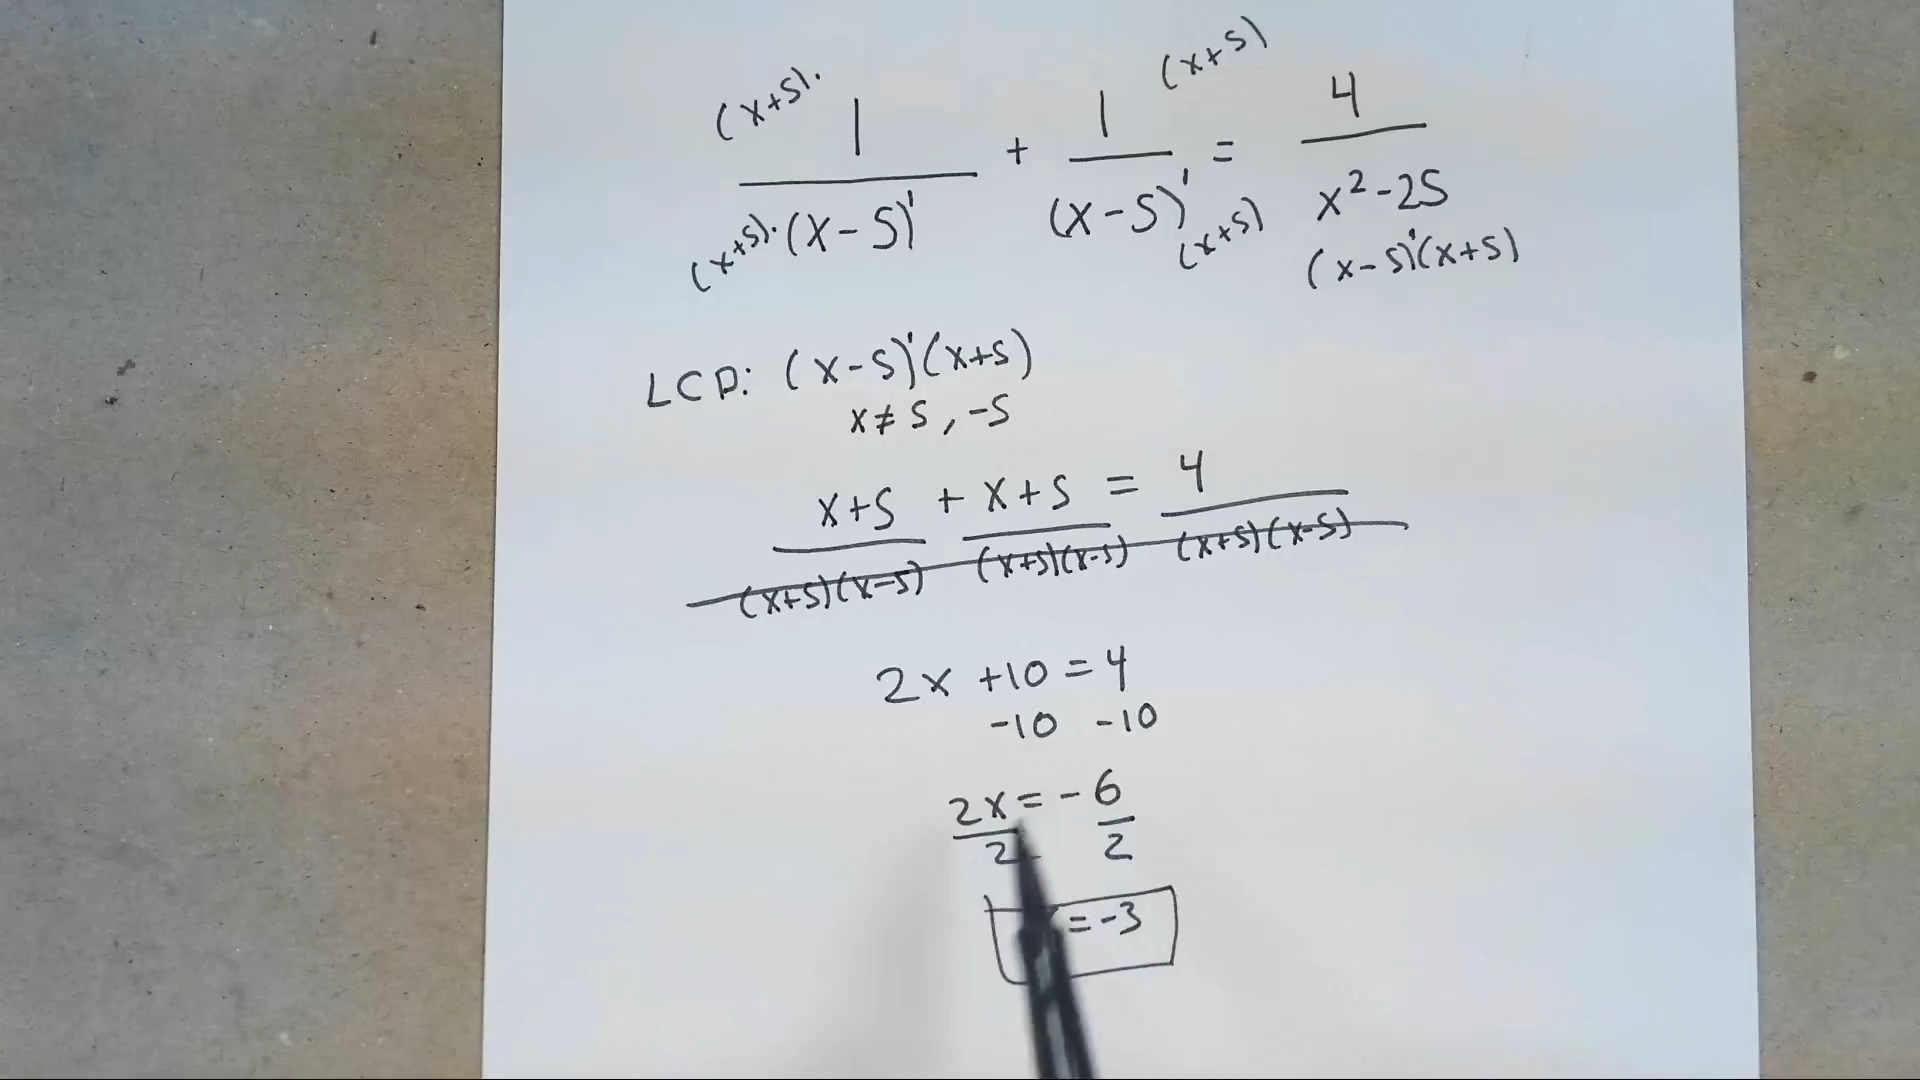 (x+5)· 1 + 1 (x+5) = 4
(x+5)·(x-5)' (x-5)'(x+5) x²-25
(x-5)'(x+5)
LCD: (x-5)'(x+5)
x≠5, -5
x+5 + x+5 = 4
(x+5)(x-5) (x+5)(x-5) (x+5)(x-5)
2x +10 = 4
-10 -10
2x = -6
2 2
= -3